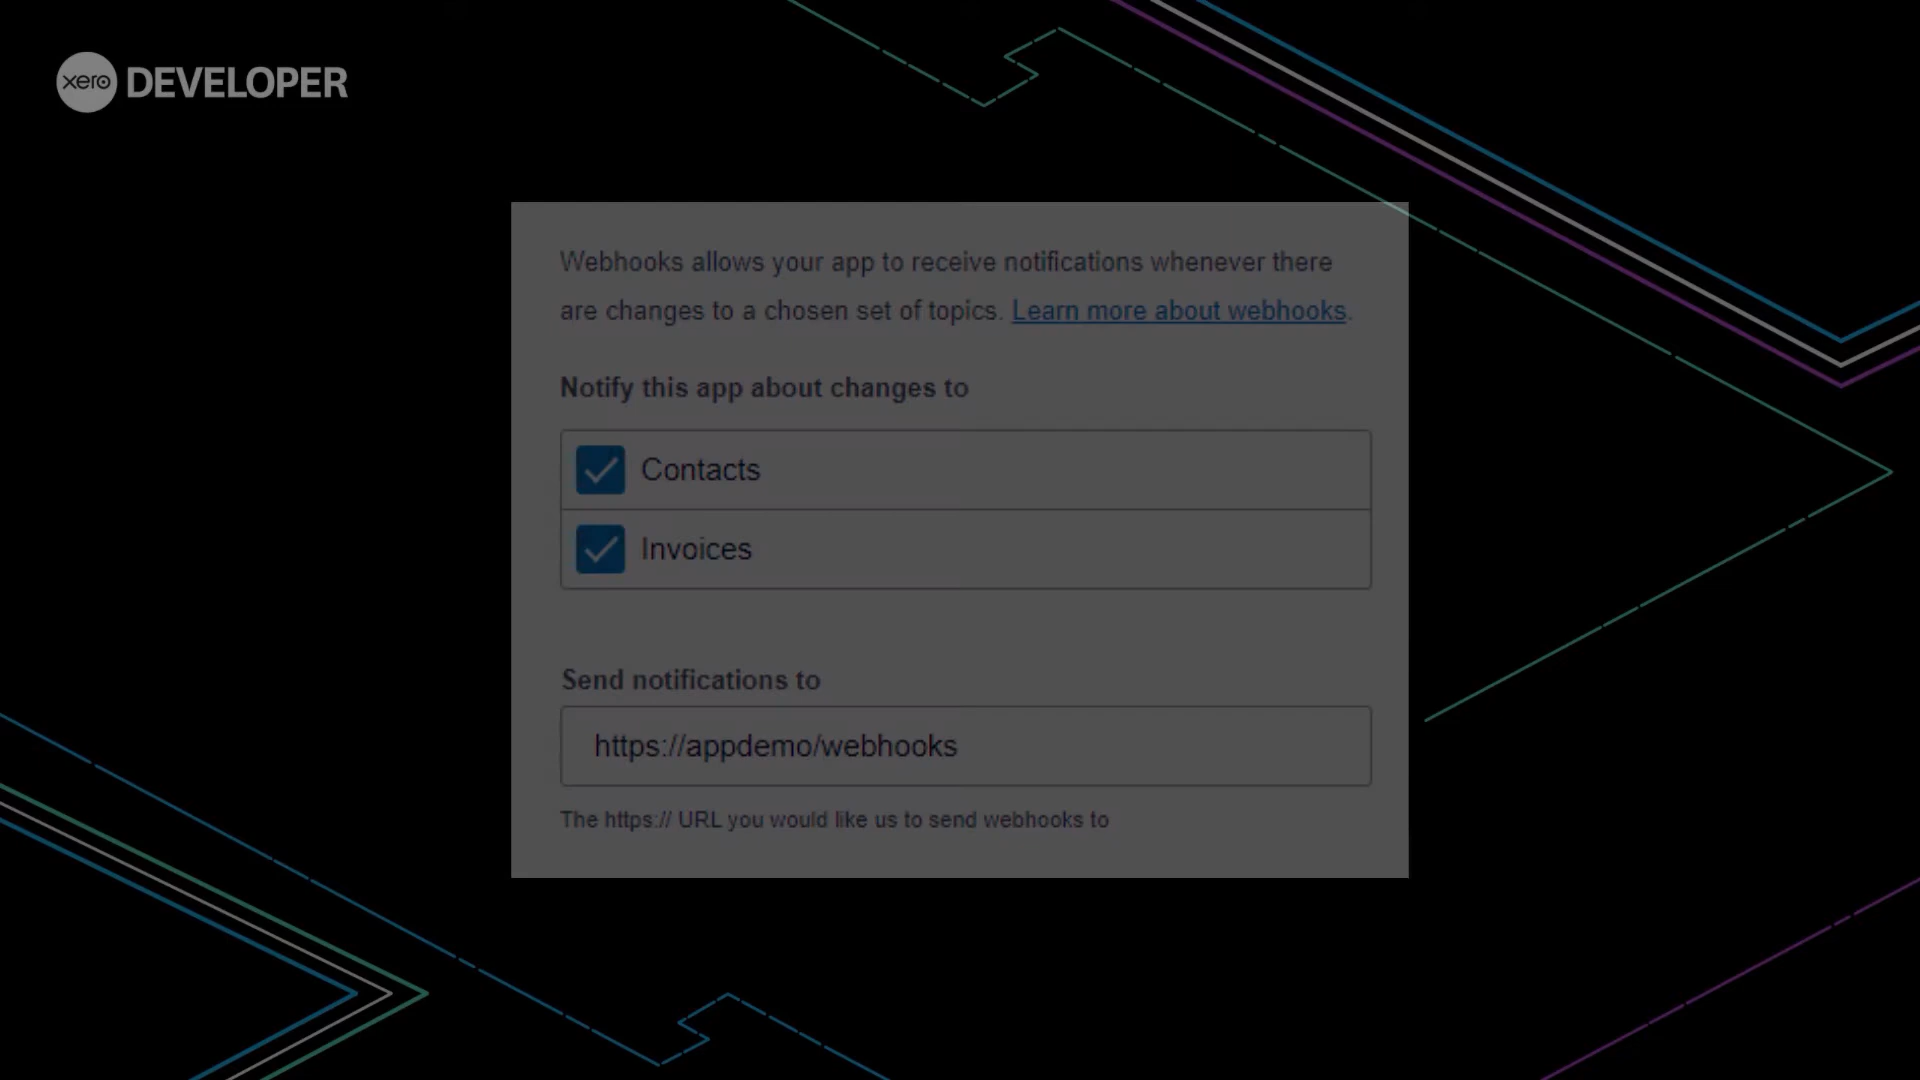 xero DEVELOPER
Webhooks allows your app to receive notifications whenever there
are changes to a chosen set of topics. Learn more about webhooks.
Notify this app about changes to
Contacts
Invoices
Send notifications to
https://appdemo/webhooks
The https:// URL you would like us to send webhooks to